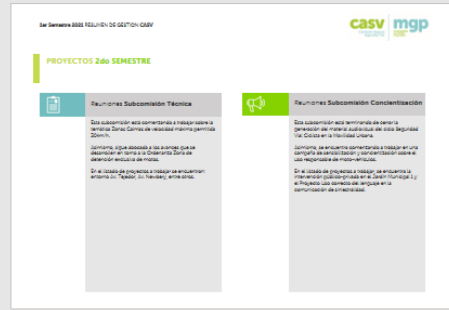 1er Semestre 2021 RESUMEN DE GESTION CASV
casv mgp
PROYECTOS 2do SEMESTRE
Reuniones Subcomisión Técnica
Esta subcomisión está comenzando a trabajar sobre la
temática Zonas Calmas de velocidad máxima permitida
20km/h.
Asimismo, sigue abocada a los avances que se
desarrollen en torno a la Ordenanza Zona de
detención exclusiva de motos.
En el listado de proyectos a trabajar se encuentran:
entorno Av. Tejedor, Av. Newbery, entre otros.
Reuniones Subcomisión Concientización
Esta subcomisión está terminando de cerrar la
generación del material audiovisual del ciclo Seguridad
Vial Ciclista en la Movilidad Urbana.
Asimismo, se encuentra comenzando a trabajar en una
campaña de sensibilización y concientización sobre el
uso responsable de moto-vehículos.
En el listado de proyectos a trabajar, se encuentra la
intervención público-privada en el Jardín Municipal 1 y
el Proyecto uso correcto del lenguaje en la
comunicación de siniestralidad.